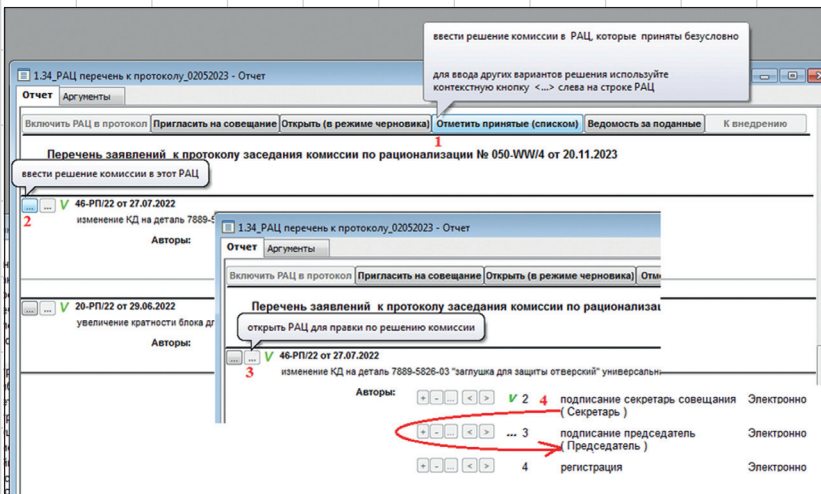 ввести решение комиссии в РАЦ, которые приняты безусловно
для ввода других вариантов решения используйте
контекстную кнопку <...> слева на строке РАЦ
1.34_РАЦ перечень к протоколу_02052023 - Отчет
Отчет Аргументы
Включить РАЦ в протокол Пригласить на совещание Открыть (в режиме черновика) Отметить принятые (списком) Ведомость за поданные К внедрению
1
Перечень заявлений к протоколу заседания комиссии по рационализации № 050-WW/4 от 20.11.2023
ввести решение комиссии в этот РАЦ
... ... V 46-РП/22 от 27.07.2022
2
изменение КД на деталь 7889-5
Авторы:
... ... V 20-РП/22 от 29.06.2022
увеличение кратности блока
Авторы:
1.34_РАЦ перечень к протоколу_02052023 - Отчет
Отчет Аргументы
Включить РАЦ в протокол Пригласить на совещание Открыть (в режиме черновика) Отме
Перечень заявлений к протоколу заседания комиссии по рационализац
открыть РАЦ для правки по решению комиссии
... ... V 46-РП/22 от 27.07.2022
3
изменение КД на деталь 7889-5826-03 "заглушка для защиты отверский" универсальн
Авторы:
+ - ... < > V 2 4 подписание секретарь совещания Электронно
( Секретарь )
+ - ... < > ... 3 подписание председатель Электронно
( Председатель )
+ - ... < > 4 регистрация Электронно